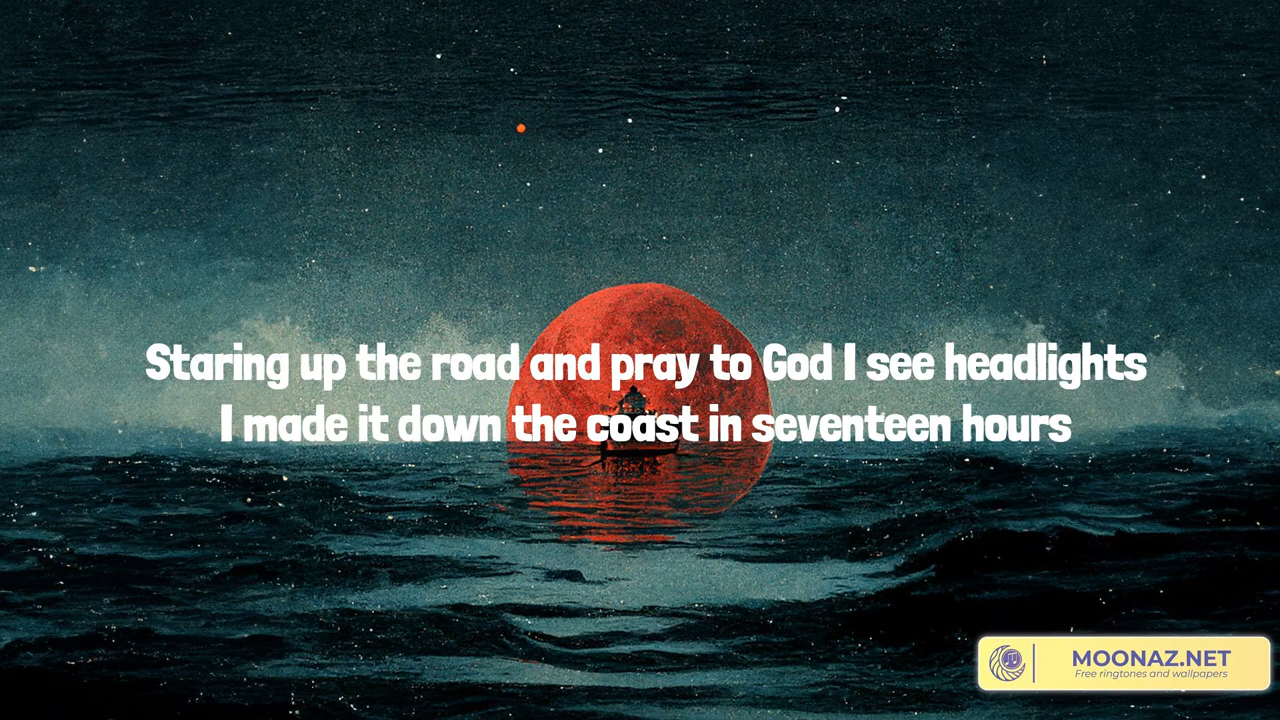 Staring up the road and pray to God I see headlights
I made it down the coast in seventeen hours
MOONAZ.NET
Free ringtones and wallpapers